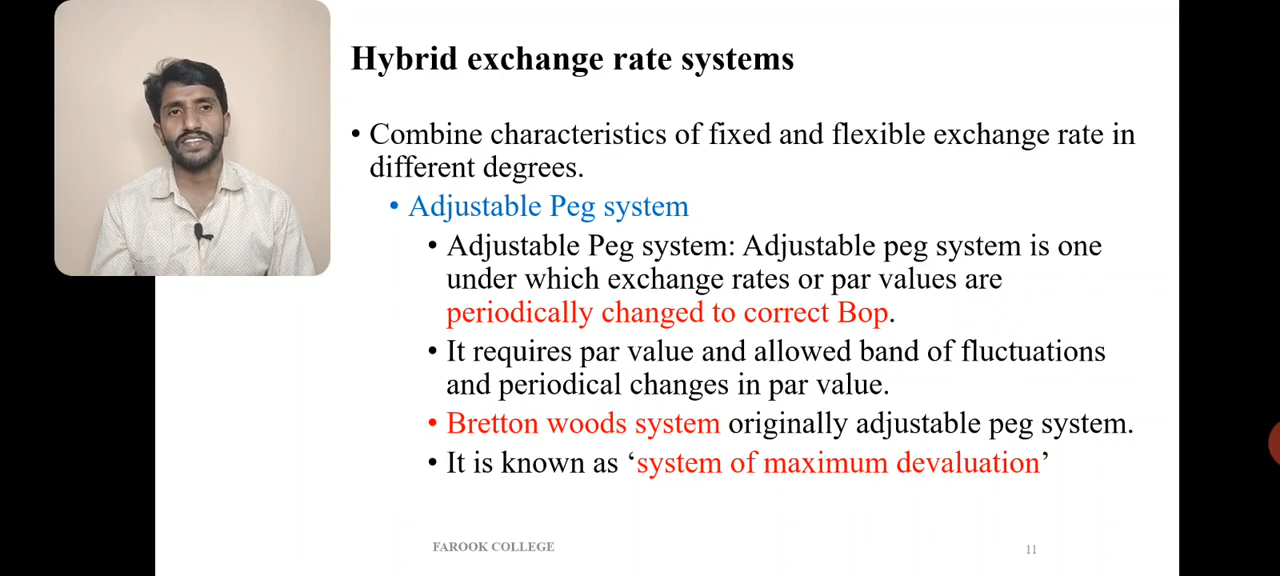 Hybrid exchange rate systems
• Combine characteristics of fixed and flexible exchange rate in
different degrees.
• Adjustable Peg system
• Adjustable Peg system: Adjustable peg system is one
under which exchange rates or par values are
periodically changed to correct Bop.
• It requires par value and allowed band of fluctuations
and periodical changes in par value.
• Bretton woods system originally adjustable peg system.
• It is known as ‘system of maximum devaluation’
FAROOK COLLEGE
11